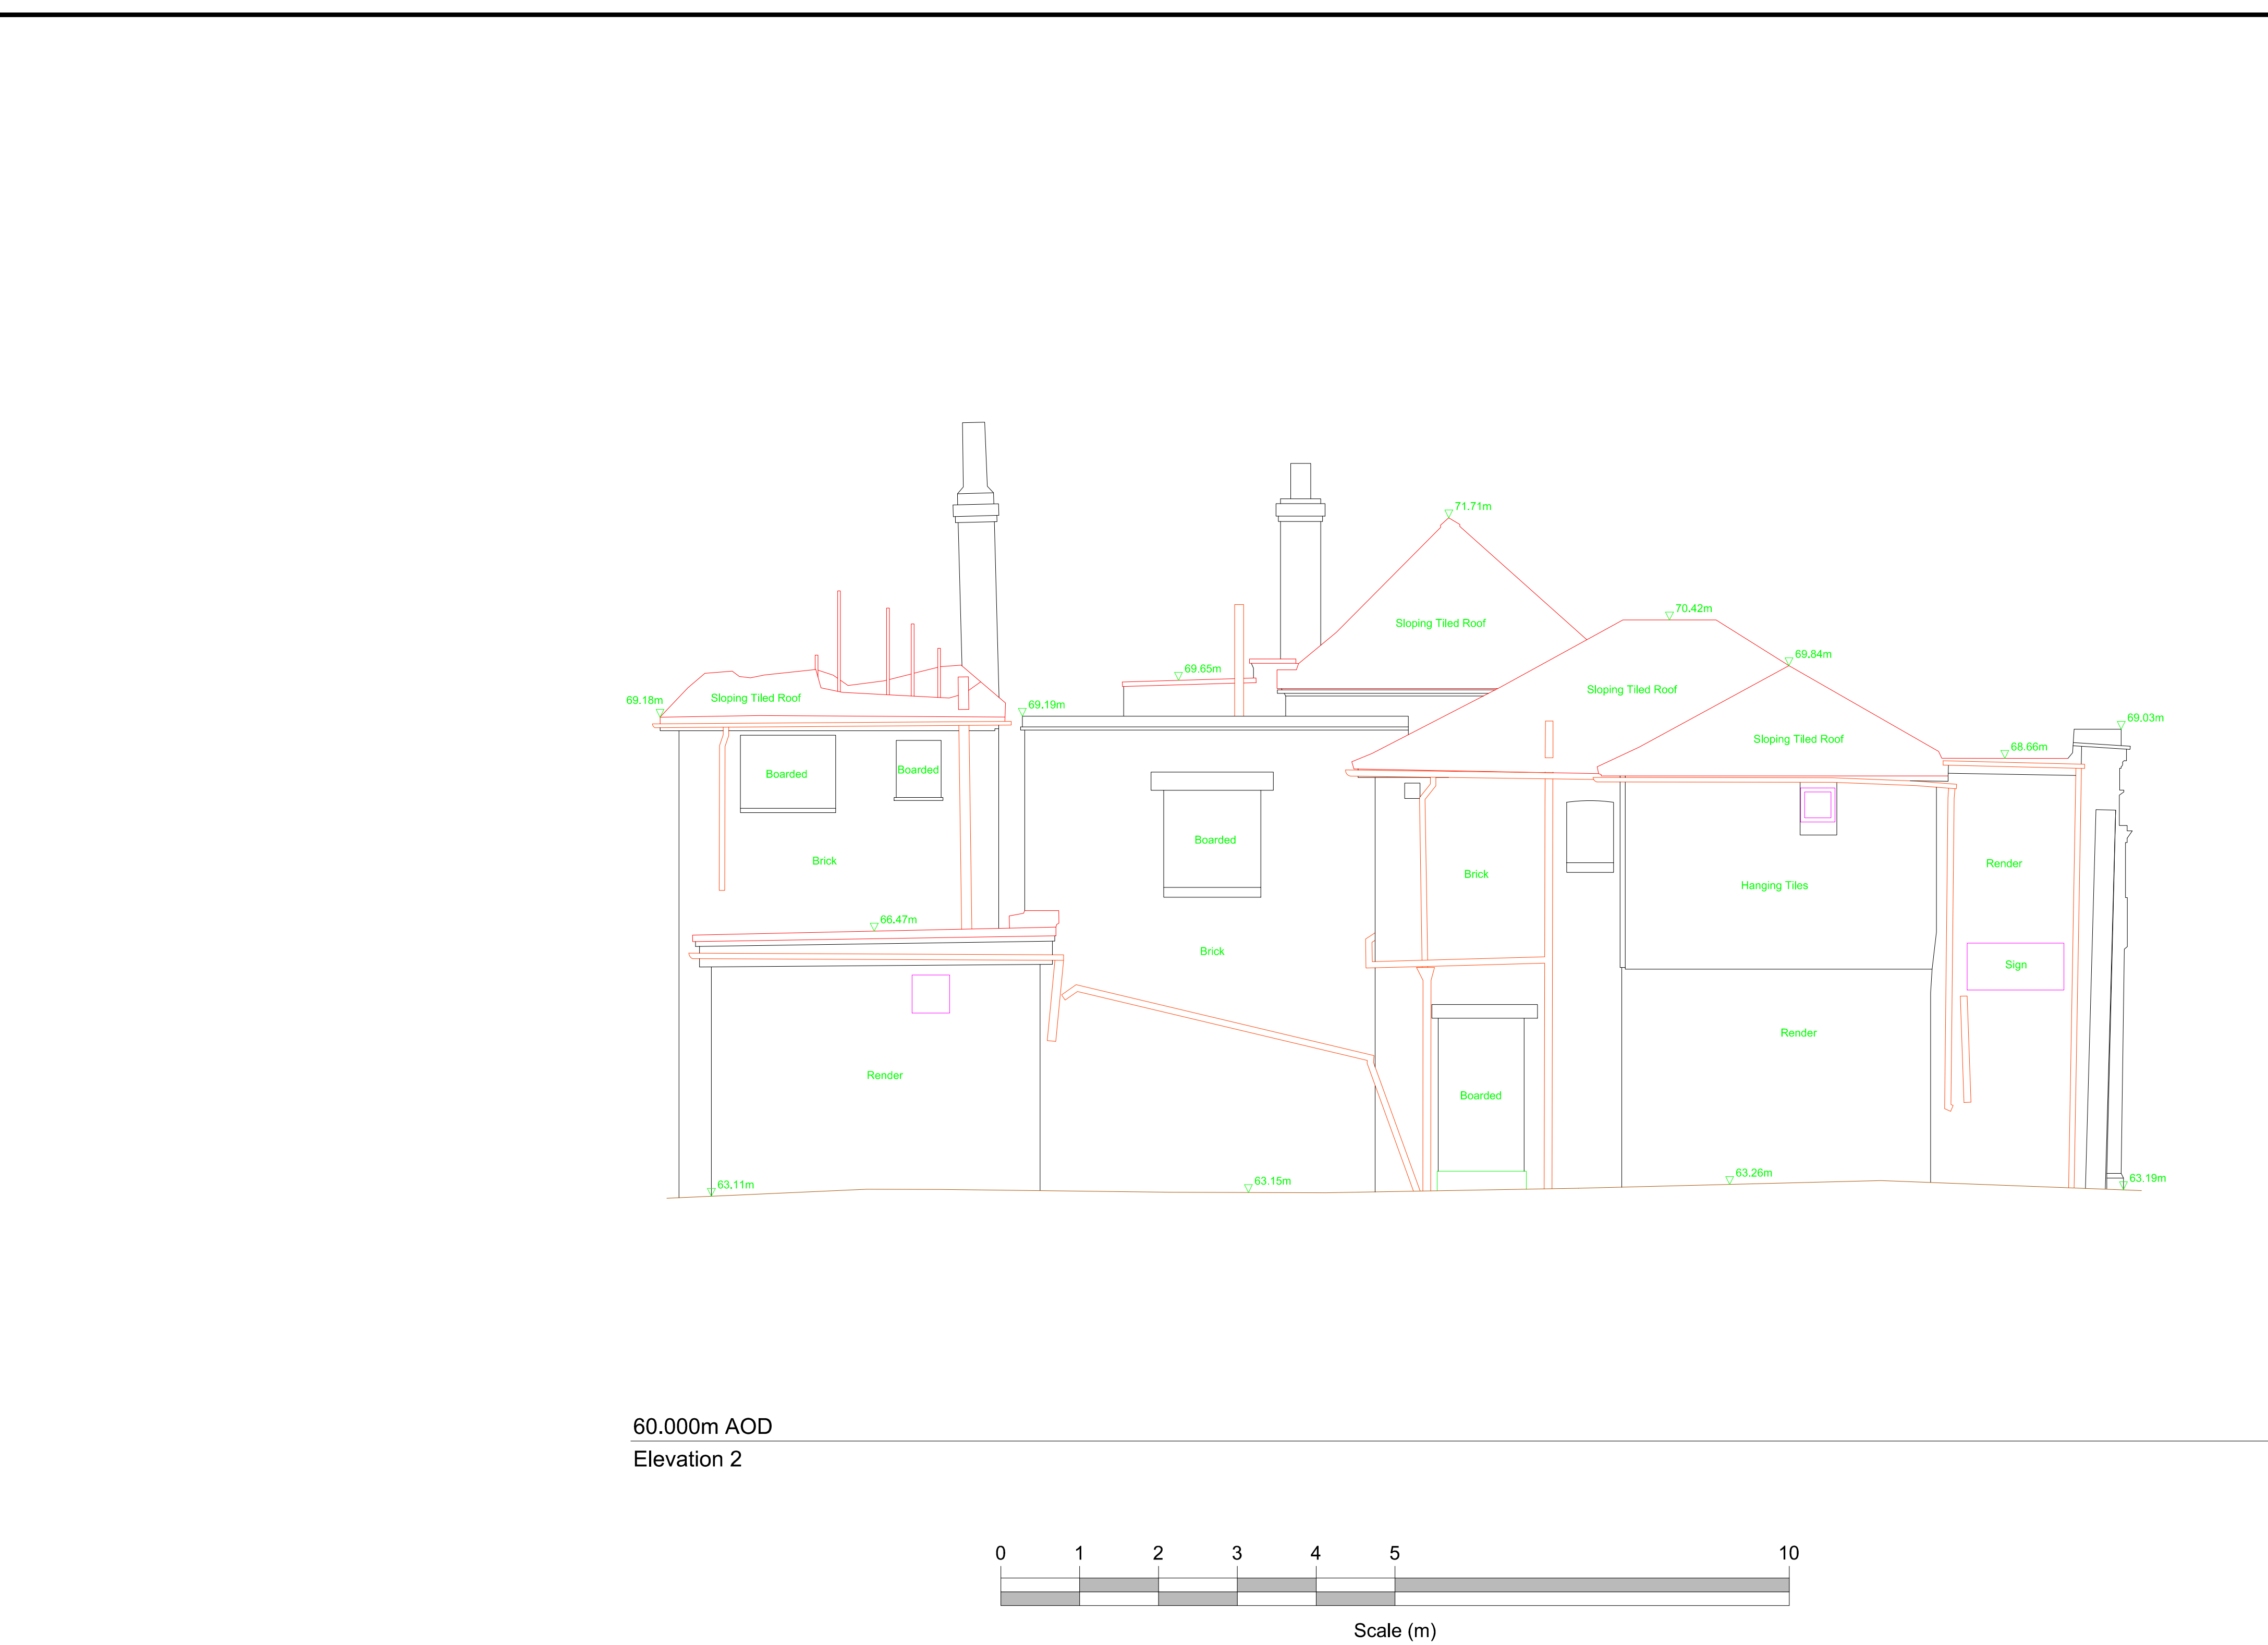 71.71m
70.42m
Sloping Tiled Roof
69.84m
69.65m
Sloping Tiled Roof
69.18m
Sloping Tiled Roof
69.19m
69.03m
Sloping Tiled Roof
68.66m
Boarded
Boarded
Boarded
Brick
Render
Brick
Hanging Tiles
66.47m
Brick
Sign
Render
Render
Boarded
63.11m
63.15m
63.26m
63.19m
60.000m AOD
Elevation 2
0 1 2 3 4 5 10
Scale (m)